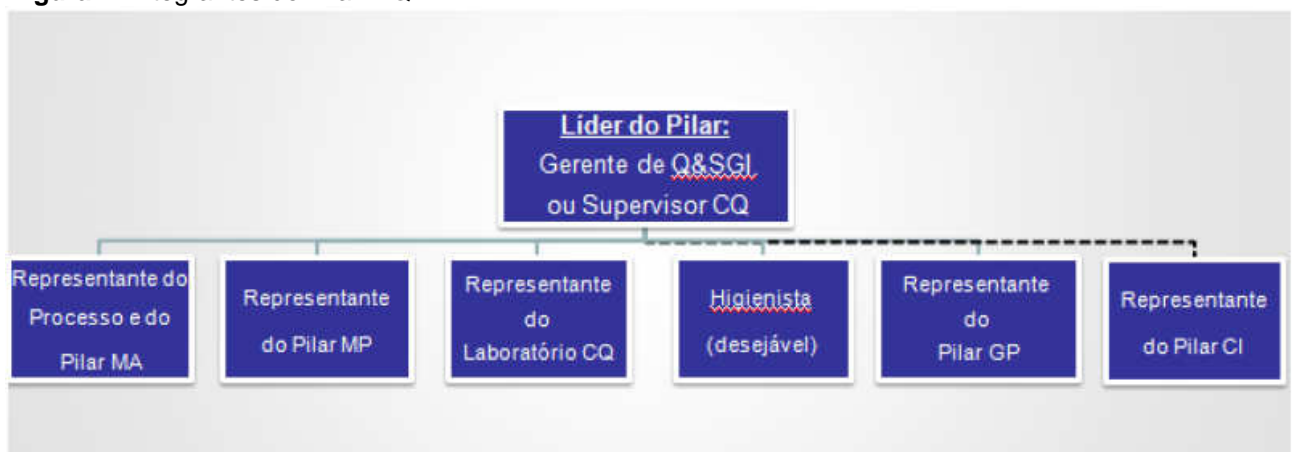 Líder do Pilar:
Gerente de Q&SGI
ou Supervisor CQ
Representante do
Processo e do
Pilar MA
Representante
do Pilar MP
Representante
do
Laboratório CQ
Higienista
(desejável)
Representante
do
Pilar GP
Representante
do Pilar CI